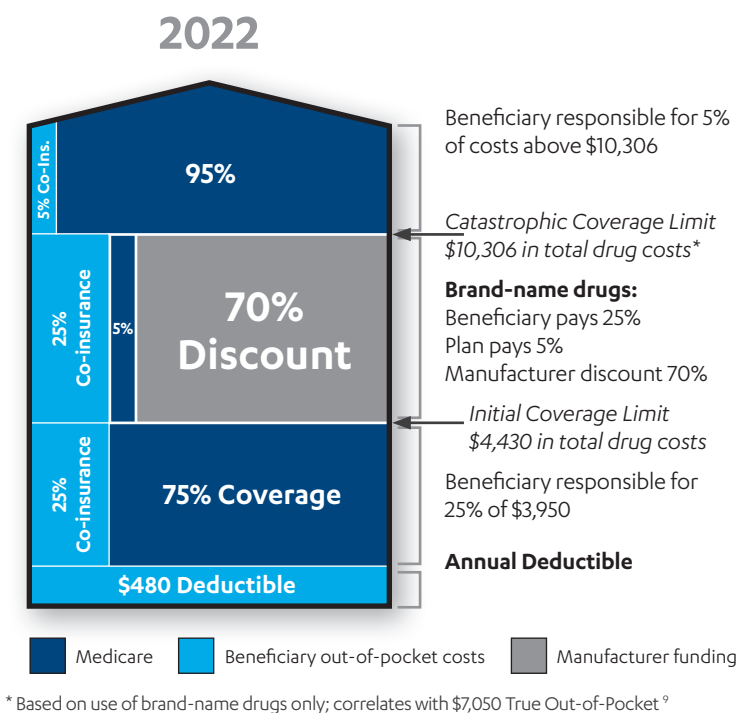 2022
Beneficiary responsible for 5%
of costs above $10,306
5% Co-Ins.
95%
Catastrophic Coverage Limit
$10,306 in total drug costs*
Brand-name drugs:
Beneficiary pays 25%
Plan pays 5%
Manufacturer discount 70%
25%
Co-insurance
5%
70%
Discount
Initial Coverage Limit
$4,430 in total drug costs
25%
Co-insurance
75% Coverage
Beneficiary responsible for
25% of $3,950
Annual Deductible
$480 Deductible
Medicare
Beneficiary out-of-pocket costs
Manufacturer funding
* Based on use of brand-name drugs only; correlates with $7,050 True Out-of-Pocket 9